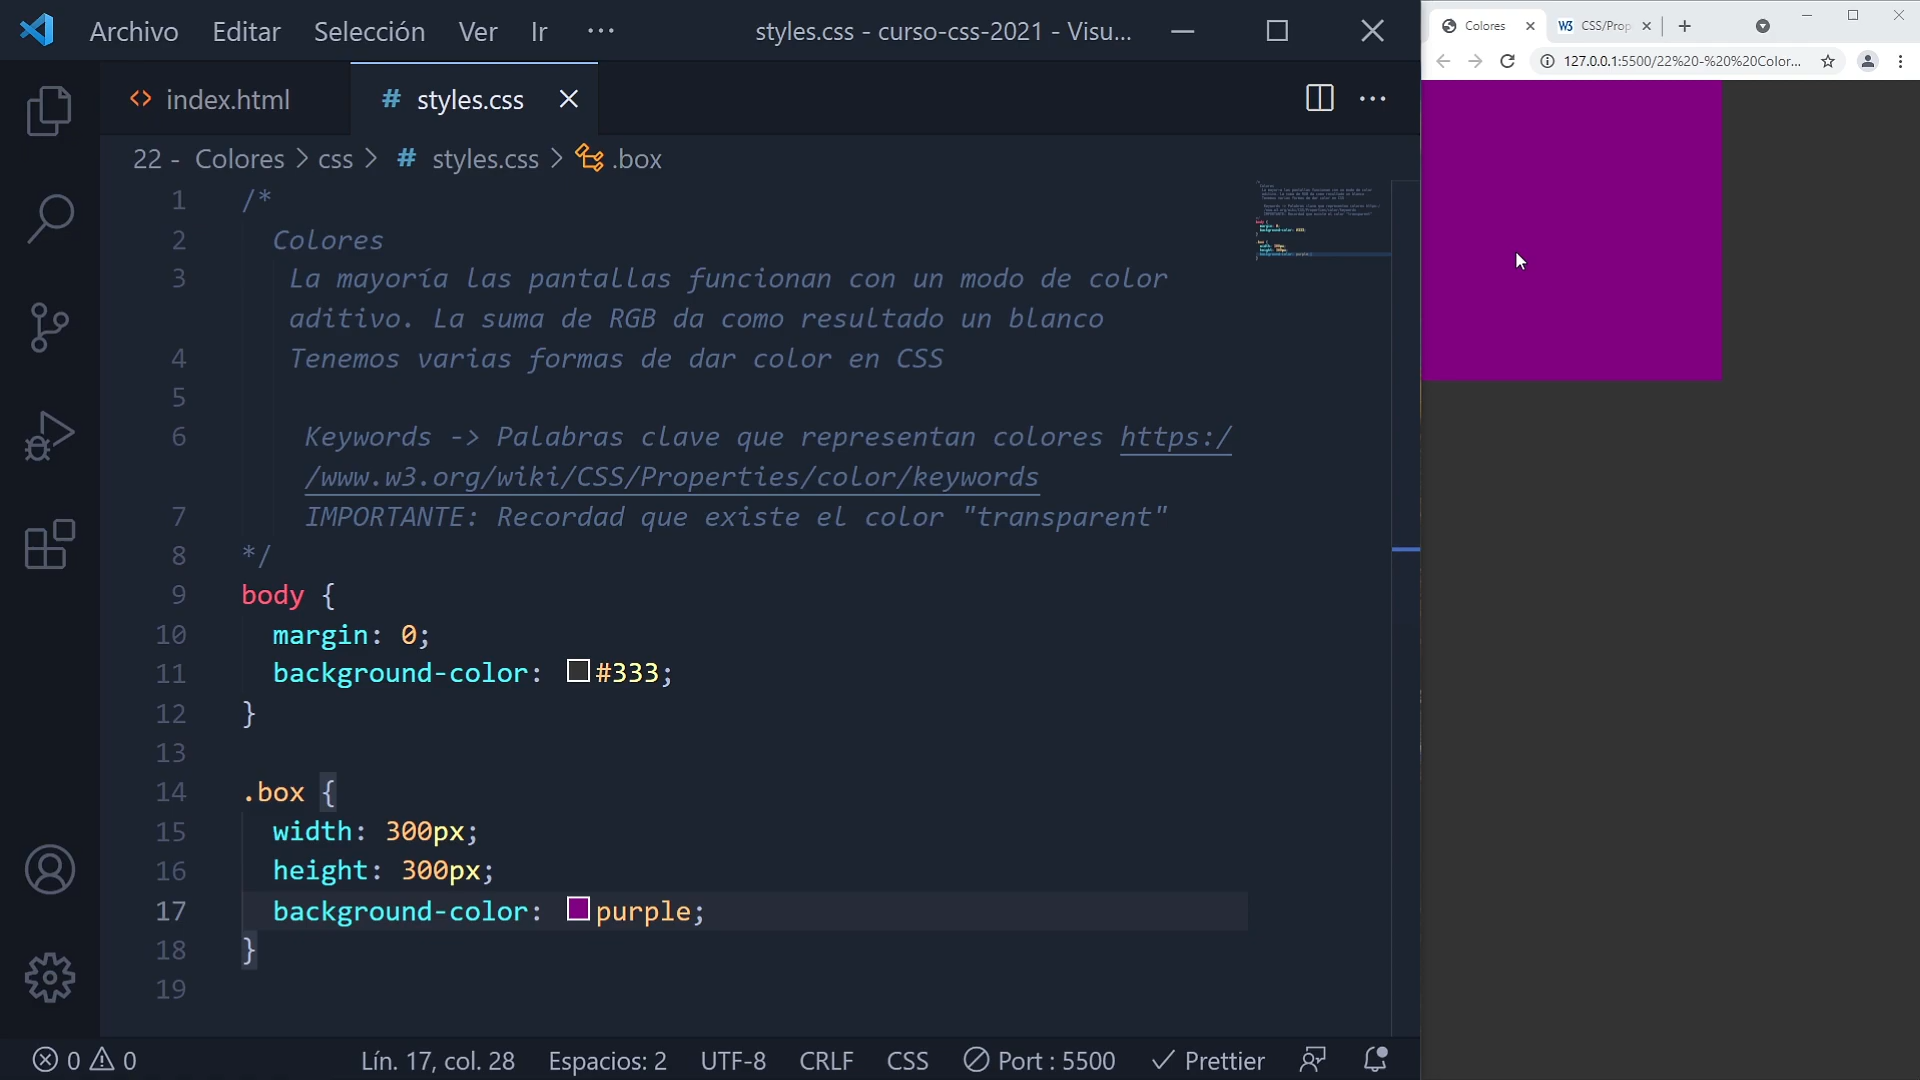 Archivo Editar Selección Ver Ir ··· styles.css - curso-css-2021 - Visu...
Colores CSS/Prop
127.0.0.1:5500/22%20-%20%20Color...
index.html # styles.css
22 - Colores > css > # styles.css > .box
1 /*
2 Colores
3 La mayoría las pantallas funcionan con un modo de color
aditivo. La suma de RGB da como resultado un blanco
4 Tenemos varias formas de dar color en CSS
5
6 Keywords -> Palabras clave que representan colores https:/
/www.w3.org/wiki/CSS/Properties/color/keywords
7 IMPORTANTE: Recordad que existe el color "transparent"
8 */
9 body {
10 margin: 0;
11 background-color: #333;
12 }
13
14 .box {
15 width: 300px;
16 height: 300px;
17 background-color: purple;
18 }
19
0 0 Lín. 17, col. 28 Espacios: 2 UTF-8 CRLF CSS Port : 5500 Prettier